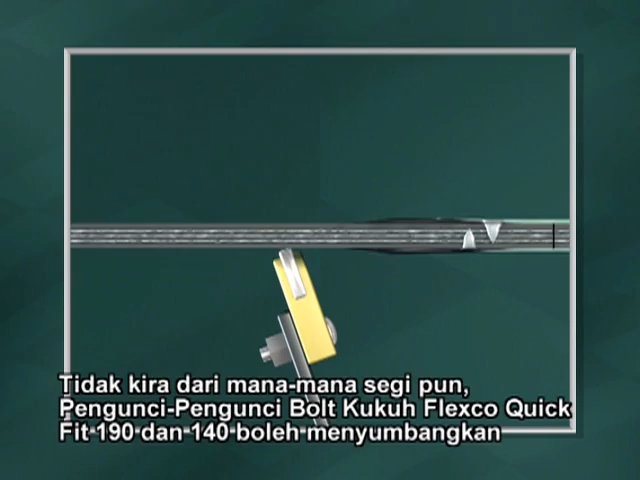 Tidak kira dari mana-mana segi pun,
Pengunci-Pengunci Bolt Kukuh Flexco Quick
Fit 190 dan 140 boleh menyumbangkan